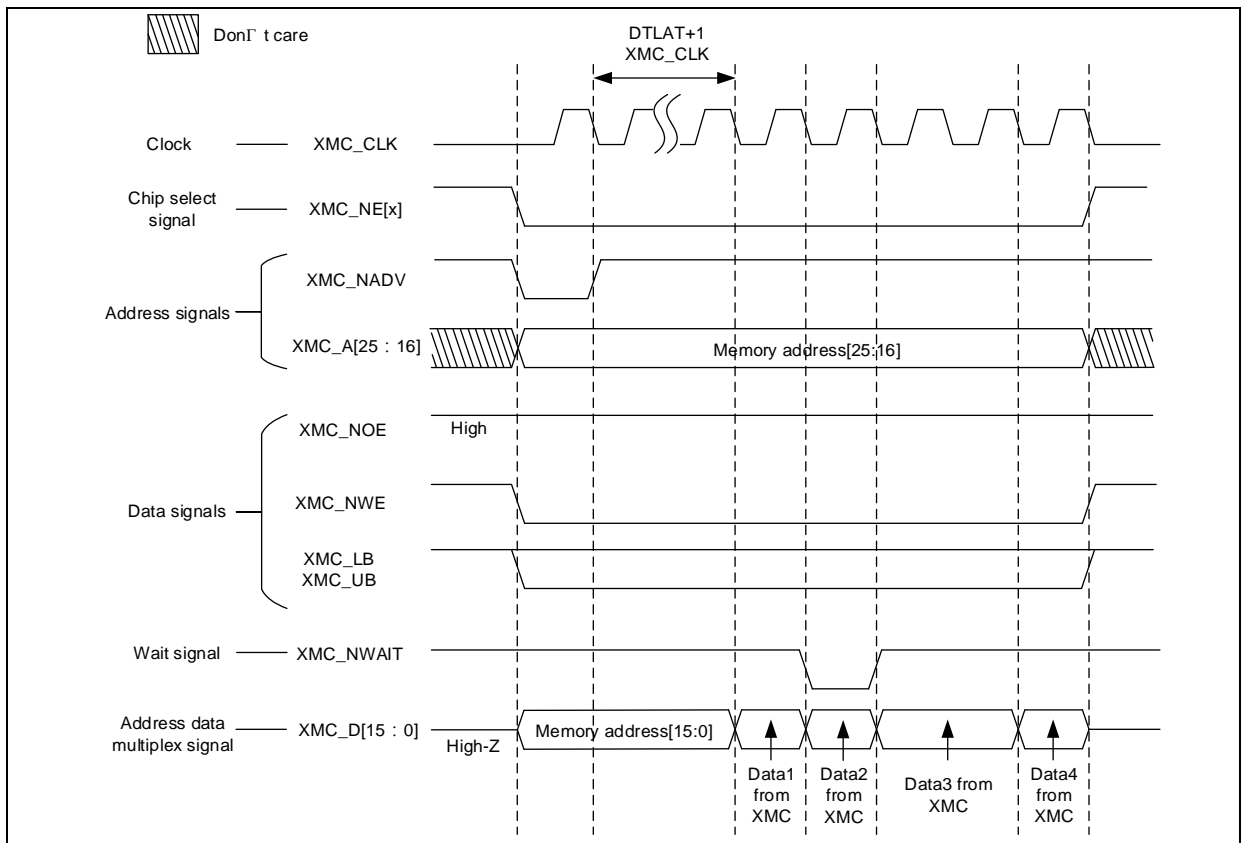 DonΓ t care
DTLAT+1
XMC_CLK
Clock
XMC_CLK
Chip select
signal
XMC_NE[x]
Address signals
XMC_NADV
XMC_A[25 : 16]
Memory address[25:16]
Data signals
XMC_NOE
High
XMC_NWE
XMC_LB
XMC_UB
Wait signal
XMC_NWAIT
Address data
multiplex signal
XMC_D[15 : 0]
High-Z
Memory address[15:0]
Data1
from
XMC
Data2
from
XMC
Data3 from
XMC
Data4
from
XMC